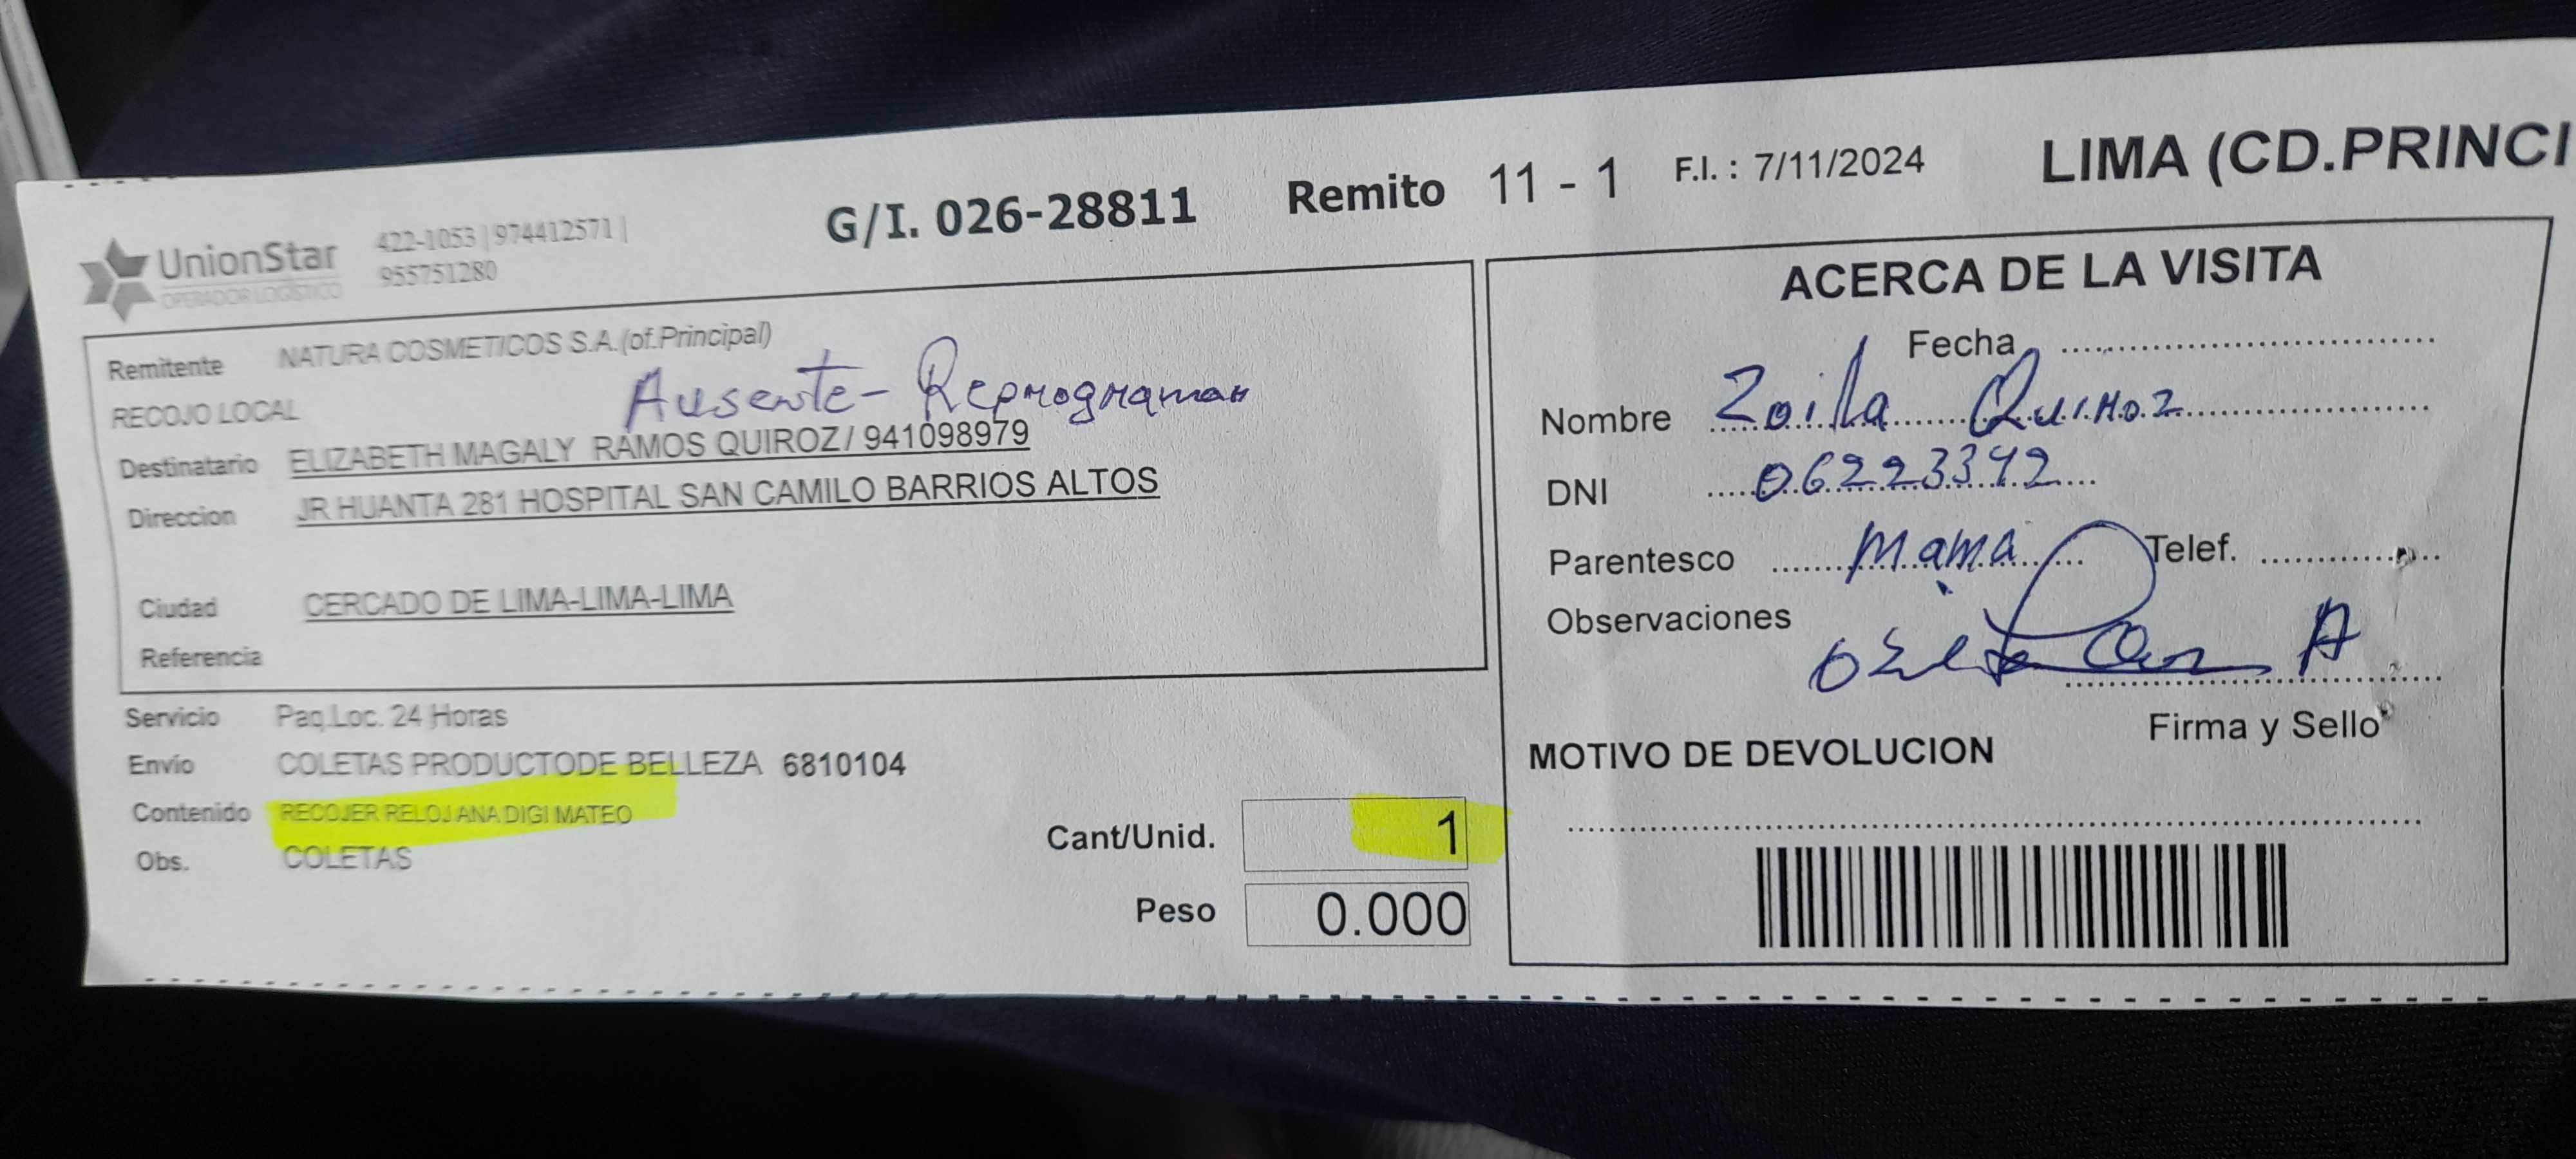 G/I. 026-28811 Remito 11 - 1 F.I. : 7/11/2024 LIMA (CD.PRINCI
UnionStar
OPERADOR LOGÍSTICO
422-1053 | 974412571 |
955751280
Remitente NATURA COSMETICOS S.A.(of.Principal)
Ausente - Reprogramar
RECOJO LOCAL
Destinatario ELIZABETH MAGALY RAMOS QUIROZ/ 941098979
Direccion JR HUANTA 281 HOSPITAL SAN CAMILO BARRIOS ALTOS
Ciudad CERCADO DE LIMA-LIMA-LIMA
Referencia
Servicio Paq.Loc. 24 Horas
Envío COLETAS PRODUCTODE BELLEZA 6810104
Contenido RECOJER RELOJ ANA DIGI MATEO
Obs. COLETAS
Cant/Unid. 1
Peso 0.000
ACERCA DE LA VISITA
Fecha
Nombre Zoila Quiroz
DNI 06223392
Parentesco Mamá Telef.
Observaciones
Firma y Sello
MOTIVO DE DEVOLUCION